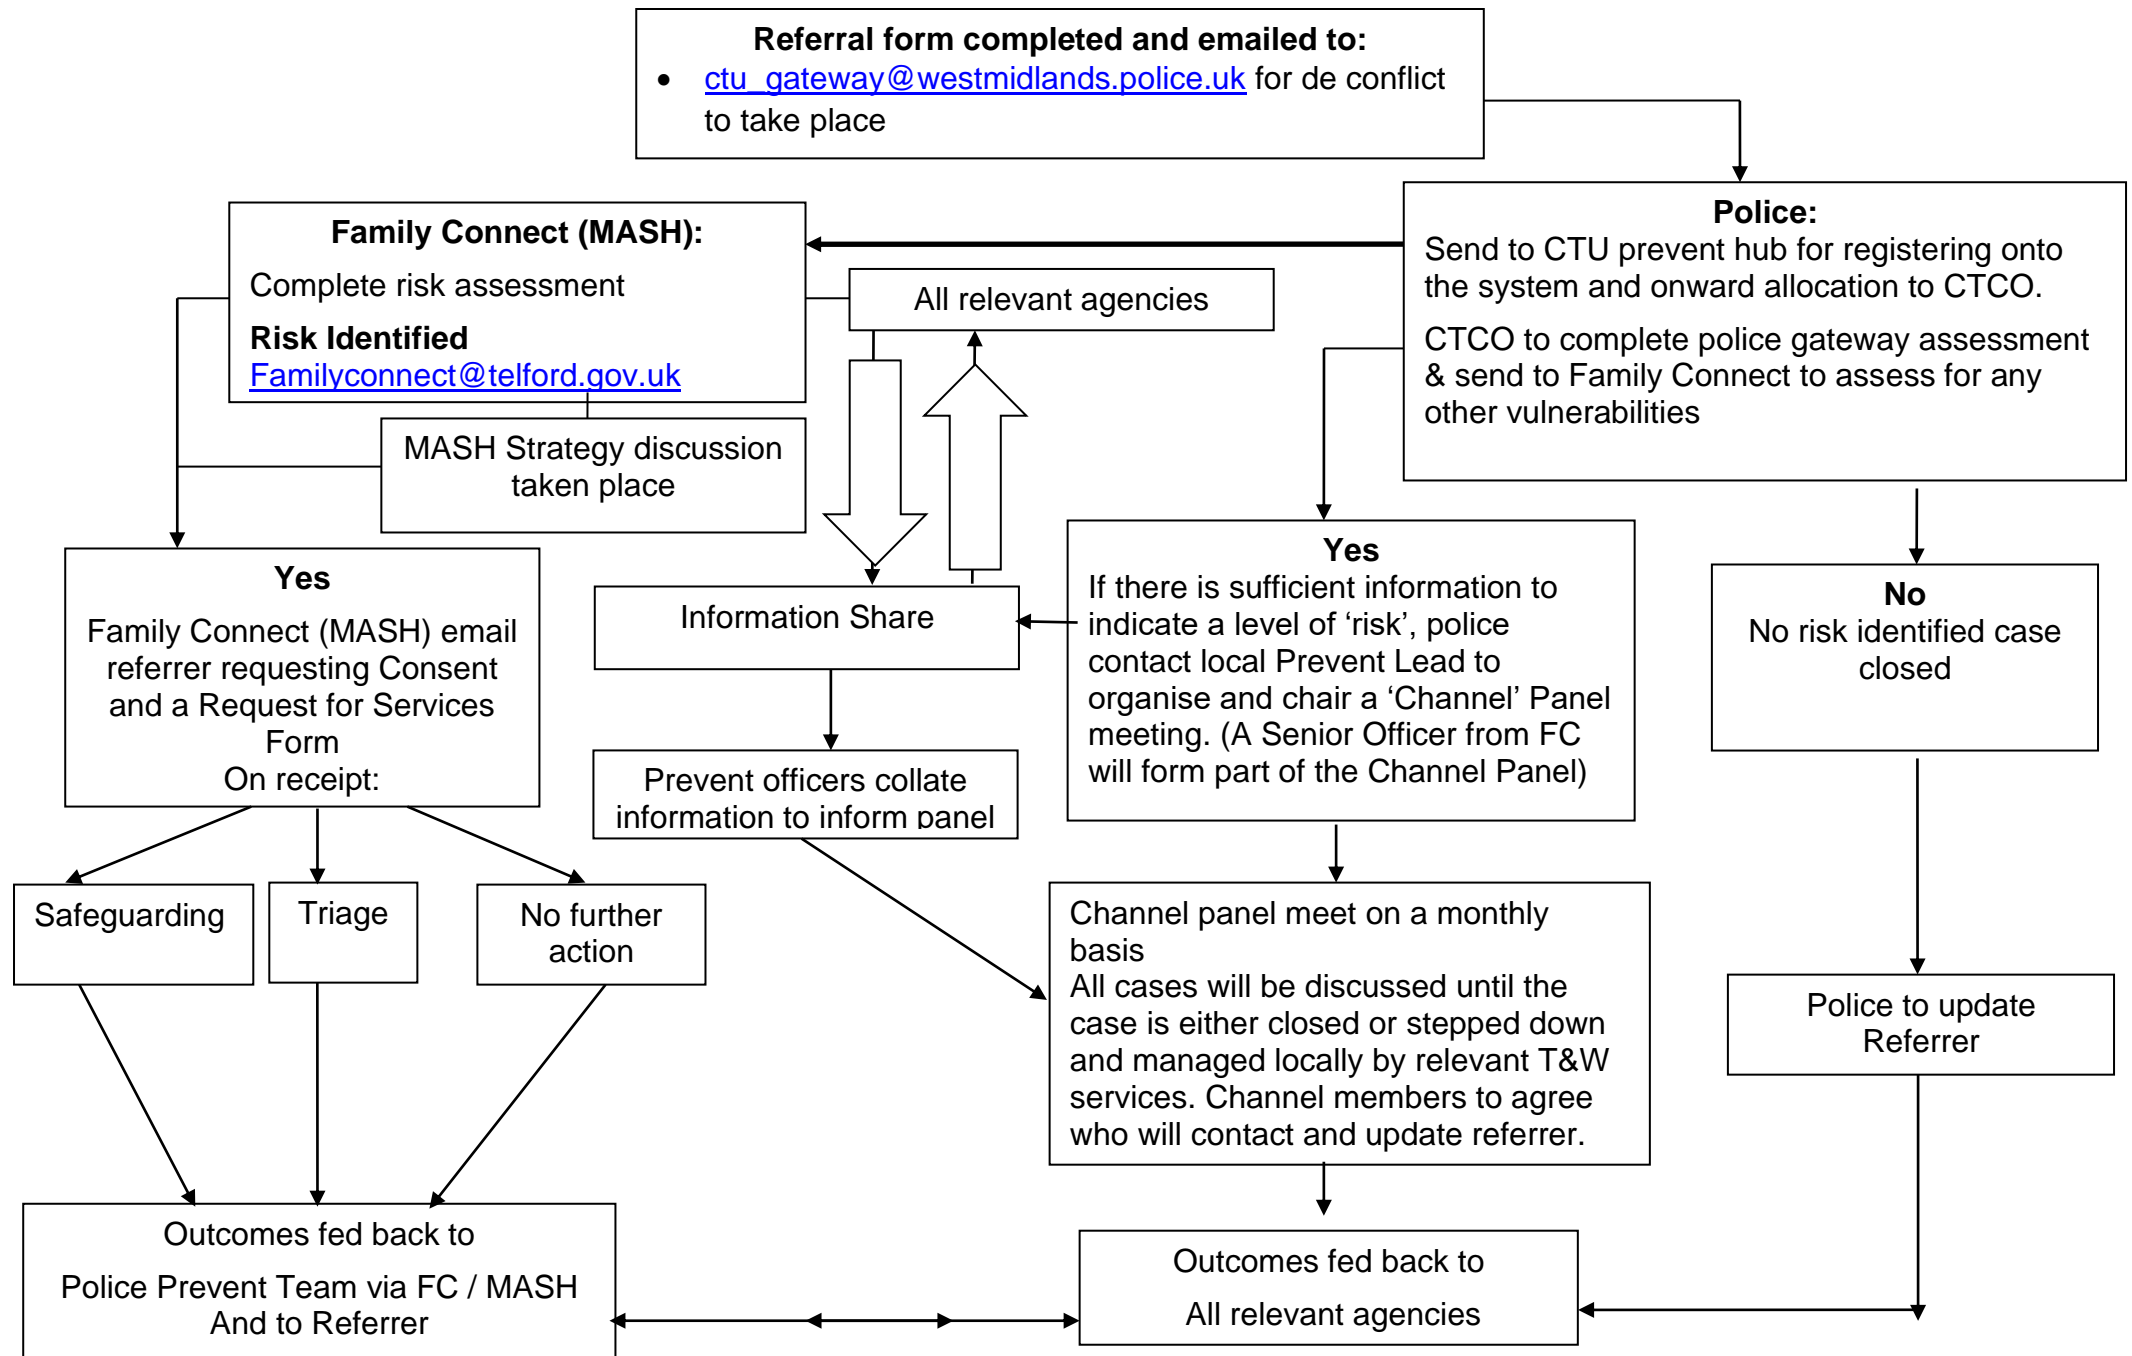 Referral form completed and emailed to:
• ctu_gateway@westmidlands.police.uk for de conflict
to take place
Police:
Send to CTU prevent hub for registering onto
the system and onward allocation to CTCO.
CTCO to complete police gateway assessment
& send to Family Connect to assess for any
other vulnerabilities
Family Connect (MASH):
Complete risk assessment
Risk Identified
Familyconnect@telford.gov.uk
All relevant agencies
MASH Strategy discussion
taken place
Yes
Family Connect (MASH) email
referrer requesting Consent
and a Request for Services
Form
On receipt:
Information Share
Yes
If there is sufficient information to
indicate a level of ‘risk’, police
contact local Prevent Lead to
organise and chair a ‘Channel’ Panel
meeting. (A Senior Officer from FC
will form part of the Channel Panel)
No
No risk identified case
closed
Prevent officers collate
information to inform panel
Safeguarding
Triage
No further
action
Channel panel meet on a monthly
basis
All cases will be discussed until the
case is either closed or stepped down
and managed locally by relevant T&W
services. Channel members to agree
who will contact and update referrer.
Police to update
Referrer
Outcomes fed back to
Police Prevent Team via FC / MASH
And to Referrer
Outcomes fed back to
All relevant agencies